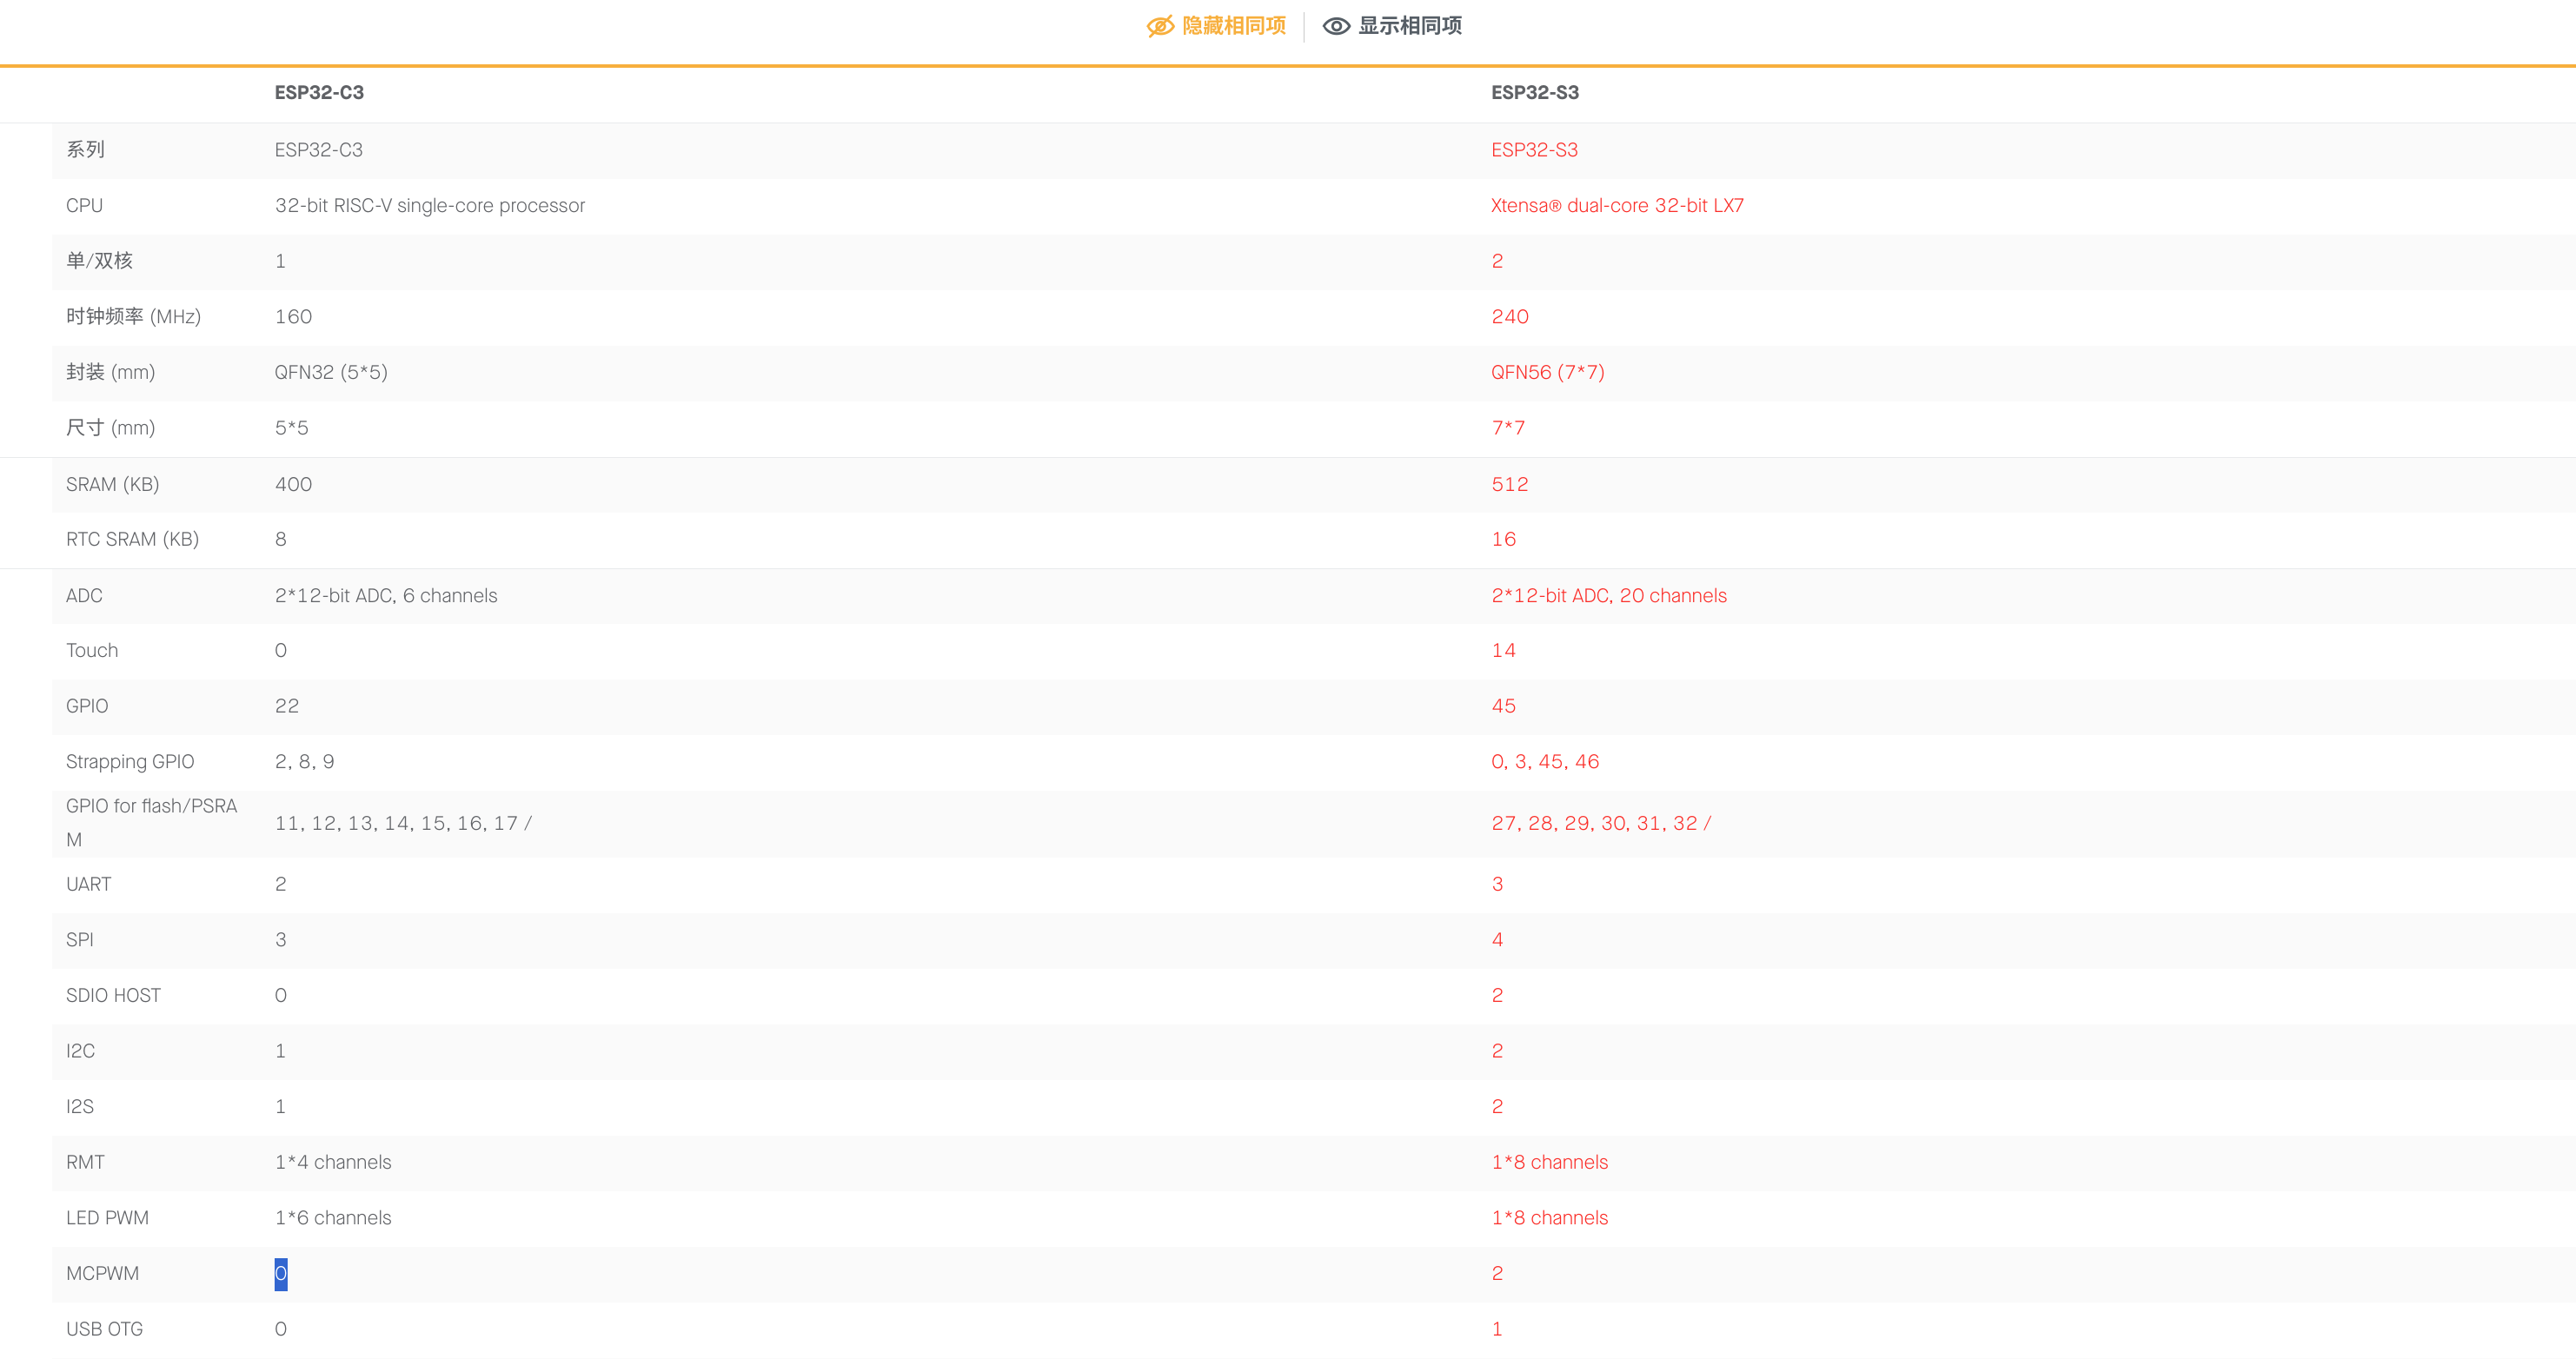 隐藏相同项 显示相同项
ESP32-C3 ESP32-S3
系列 ESP32-C3 ESP32-S3
CPU 32-bit RISC-V single-core processor Xtensa® dual-core 32-bit LX7
单/双核 1 2
时钟频率 (MHz) 160 240
封装 (mm) QFN32 (5*5) QFN56 (7*7)
尺寸 (mm) 5*5 7*7
SRAM (KB) 400 512
RTC SRAM (KB) 8 16
ADC 2*12-bit ADC, 6 channels 2*12-bit ADC, 20 channels
Touch 0 14
GPIO 22 45
Strapping GPIO 2, 8, 9 0, 3, 45, 46
GPIO for flash/PSRA
M 11, 12, 13, 14, 15, 16, 17 / 27, 28, 29, 30, 31, 32 /
UART 2 3
SPI 3 4
SDIO HOST 0 2
I2C 1 2
I2S 1 2
RMT 1*4 channels 1*8 channels
LED PWM 1*6 channels 1*8 channels
MCPWM 0 2
USB OTG 0 1